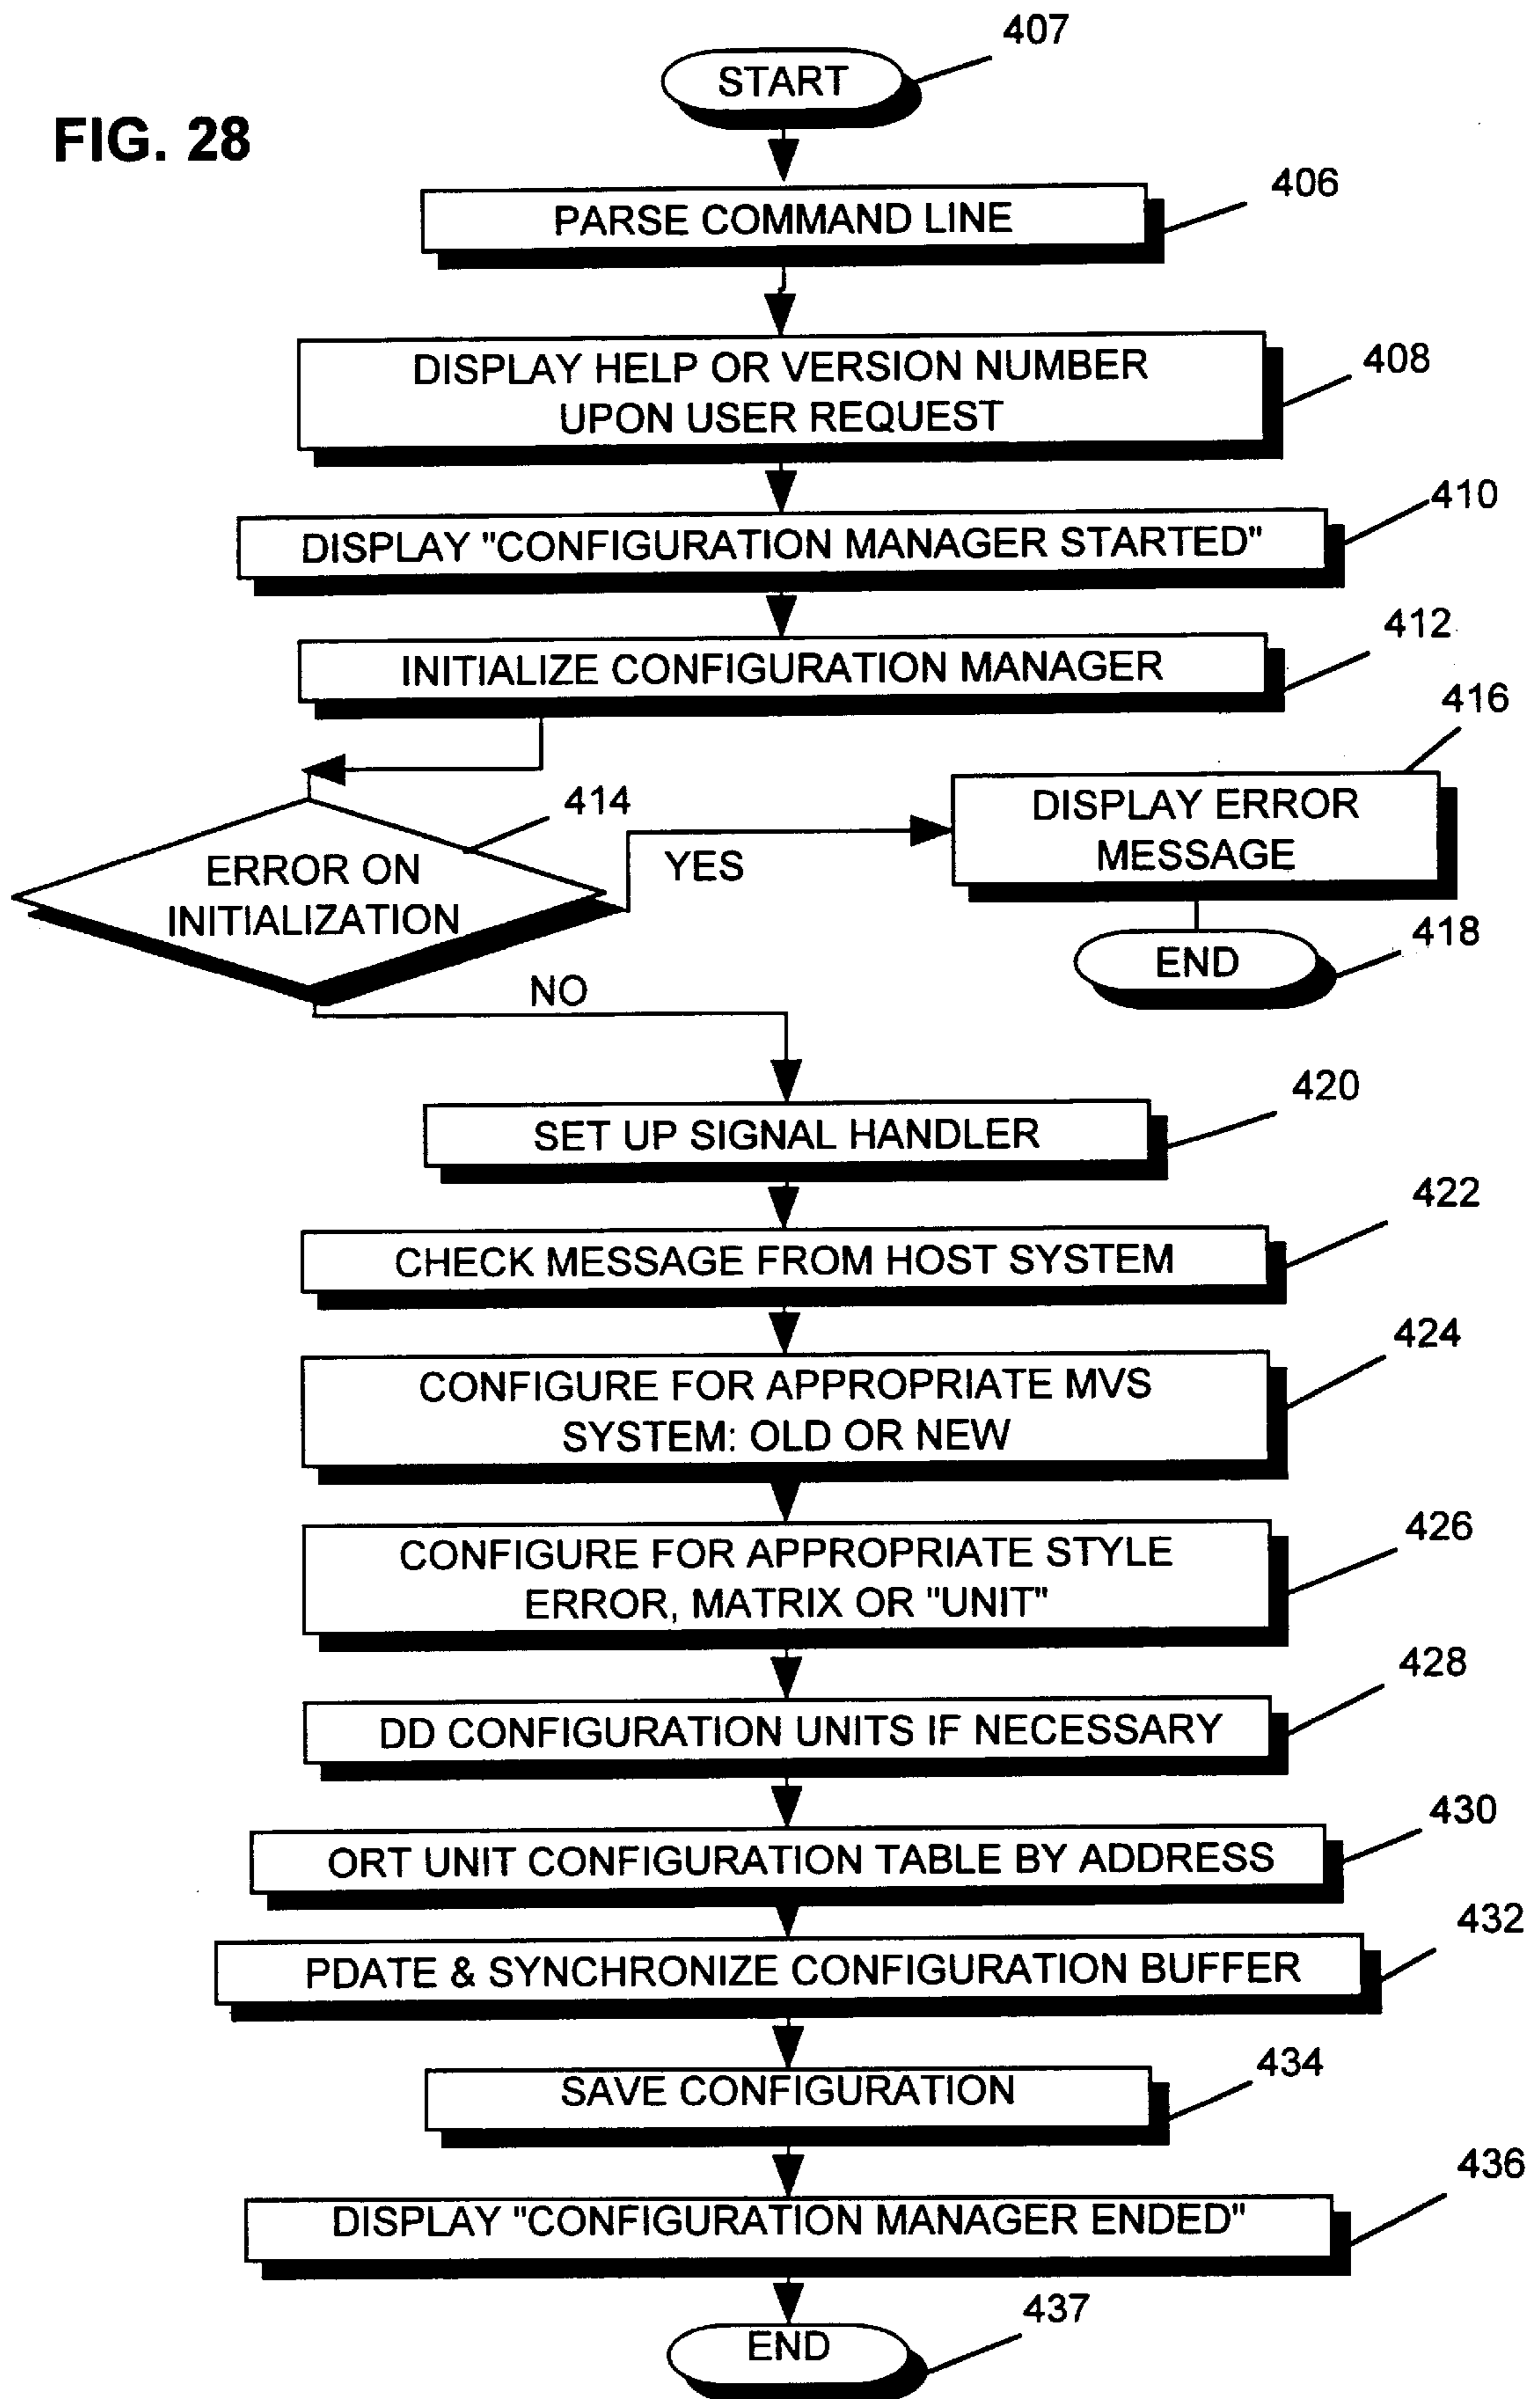 FIG. 28
START
407
PARSE COMMAND LINE
406
DISPLAY HELP OR VERSION NUMBER
UPON USER REQUEST
408
DISPLAY "CONFIGURATION MANAGER STARTED"
410
INITIALIZE CONFIGURATION MANAGER
412
ERROR ON
INITIALIZATION
414
YES
DISPLAY ERROR
MESSAGE
416
END
418
NO
SET UP SIGNAL HANDLER
420
CHECK MESSAGE FROM HOST SYSTEM
422
CONFIGURE FOR APPROPRIATE MVS
SYSTEM: OLD OR NEW
424
CONFIGURE FOR APPROPRIATE STYLE
ERROR, MATRIX OR "UNIT"
426
DD CONFIGURATION UNITS IF NECESSARY
428
ORT UNIT CONFIGURATION TABLE BY ADDRESS
430
PDATE & SYNCHRONIZE CONFIGURATION BUFFER
432
SAVE CONFIGURATION
434
DISPLAY "CONFIGURATION MANAGER ENDED"
436
END
437